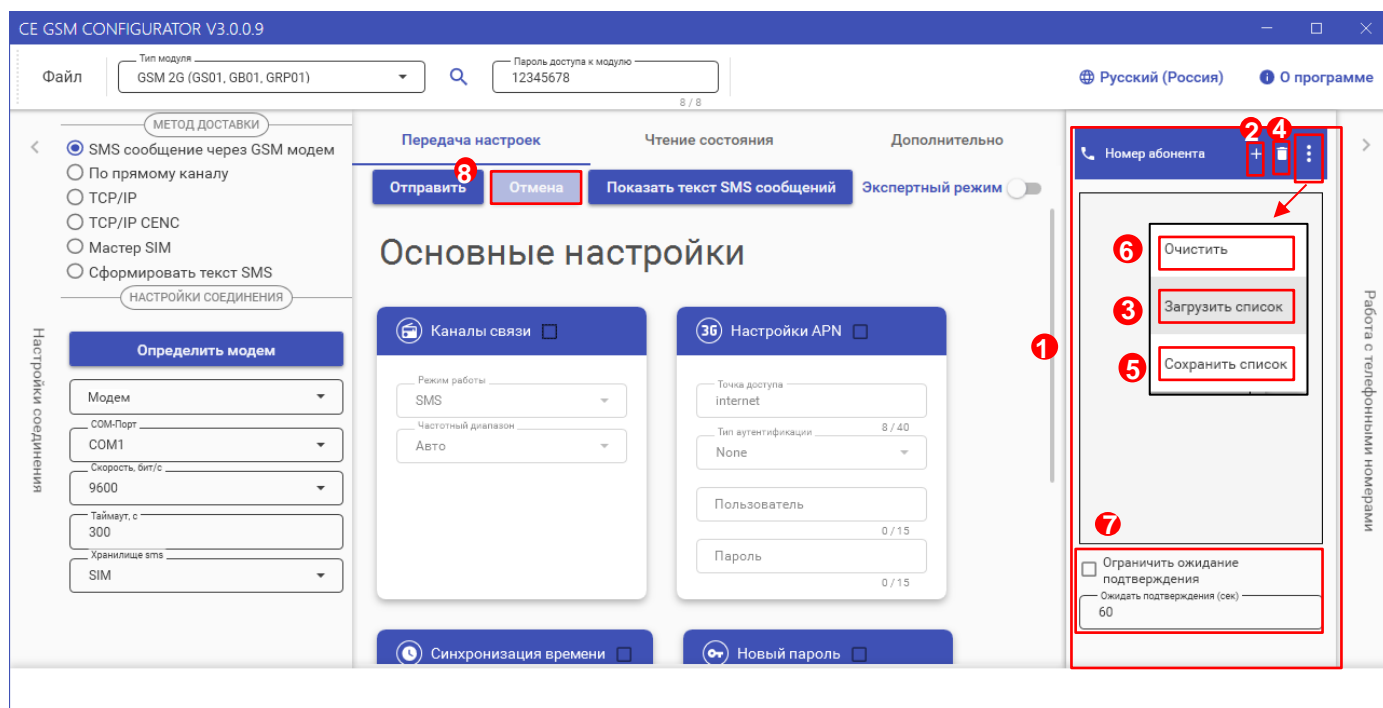 CE GSM CONFIGURATOR V3.0.0.9
Файл
Тип модуля
GSM 2G (GS01, GB01, GRP01)
Пароль доступа к модулю
12345678
8 / 8
Русский (Россия)
О программе
МЕТОД ДОСТАВКИ
SMS сообщение через GSM модем
По прямому каналу
TCP/IP
TCP/IP CENC
Мастер SIM
Сформировать текст SMS
НАСТРОЙКИ СОЕДИНЕНИЯ
Определить модем
Модем
COM-Порт
COM1
Скорость, бит/с
9600
Таймаут, с
300
Хранилище sms
SIM
Настройки соединения
Передача настроек
Чтение состояния
Дополнительно
8
Отправить
Отмена
Показать текст SMS сообщений
Экспертный режим
Основные настройки
Каналы связи
Режим работы
SMS
Частотный диапазон
Авто
3G
Настройки APN
Точка доступа
internet
8 / 40
Тип аутентификации
None
Пользователь
0 / 15
Пароль
0 / 15
Синхронизация времени
Новый пароль
1
2
4
Номер абонента
6
Очистить
3
Загрузить список
5
Сохранить список
7
Ограничить ожидание
подтверждения
Ожидать подтверждения (сек)
60
Работа с телефонными номерами